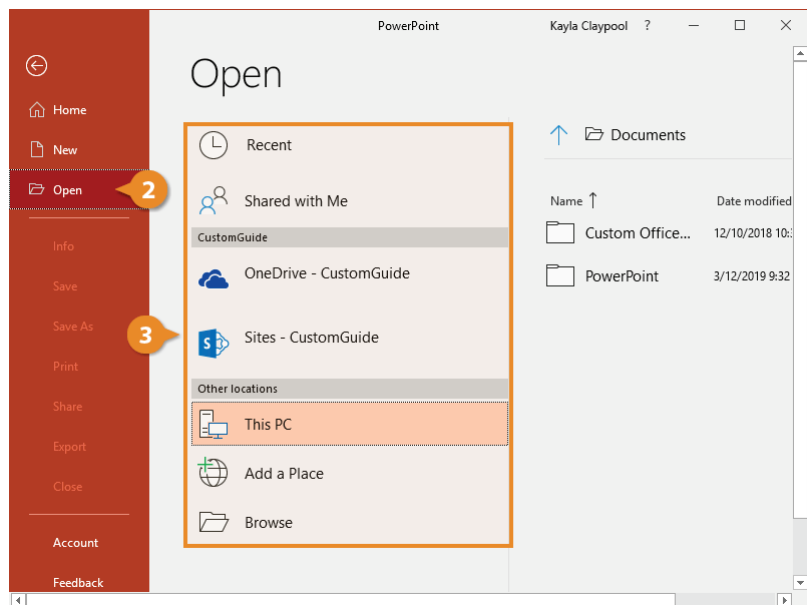 PowerPoint
Kayla Claypool ?
Home
New
Open
2
Info
Save
Save As
Print
Share
Export
Close
Account
Feedback
Open
Recent
Shared with Me
CustomGuide
OneDrive - CustomGuide
3
Sites - CustomGuide
S
Other locations
This PC
Add a Place
Browse
Documents
Name ↑ Date modified
Custom Office... 12/10/2018 10:
PowerPoint 3/12/2019 9:32